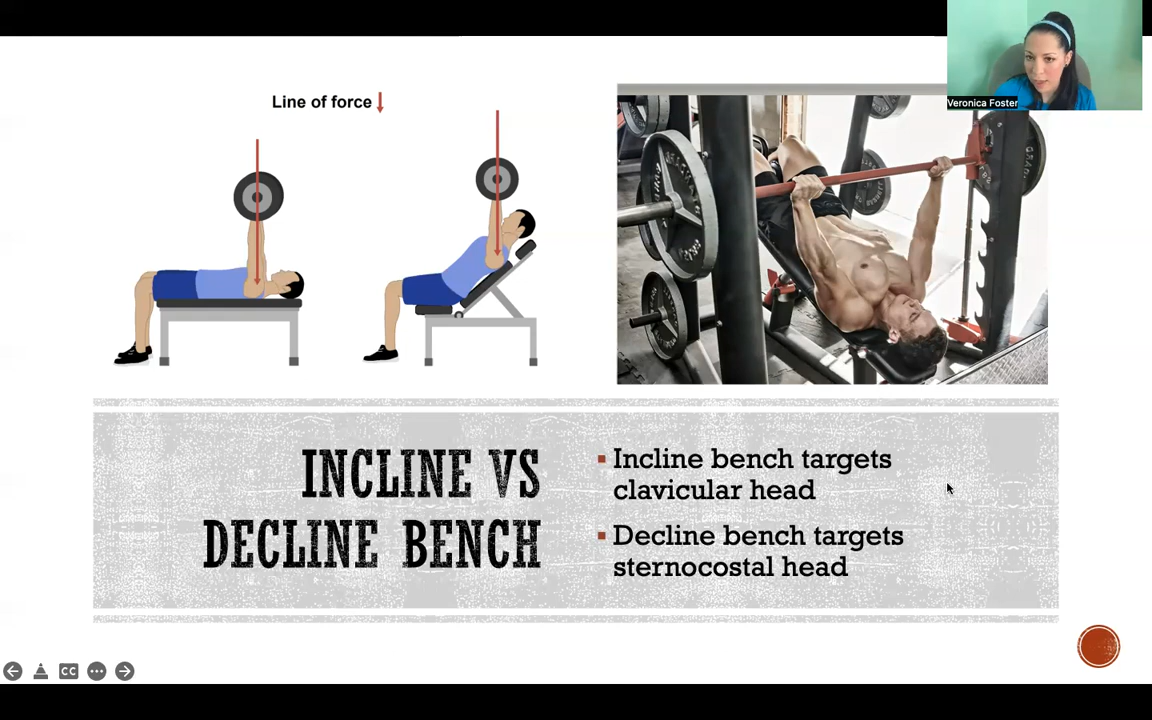 Line of force
Veronica Foster
INCLINE VS
DECLINE BENCH
▪ Incline bench targets
clavicular head
▪ Decline bench targets
sternocostal head
CC